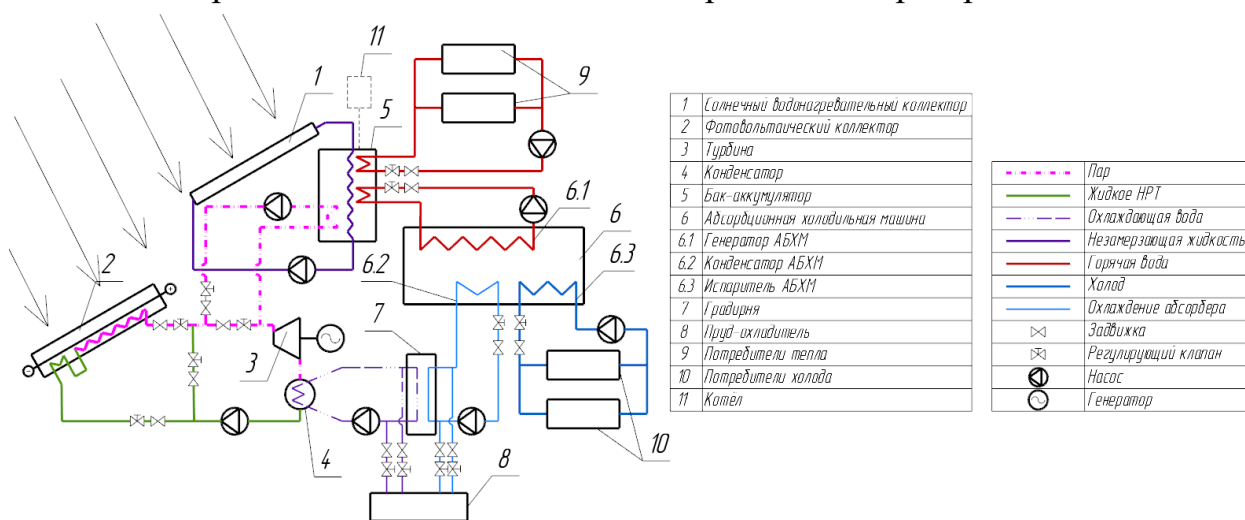 11
1
5
9
6.1
6
6.2
6.3
2
7
3
4
8
10
1 Солнечный водонагревательный коллектор
2 Фотовольтаический коллектор
3 Турбина
4 Конденсатор
5 Бак-аккумулятор
6 Абсорбционная холодильная машина
6.1 Генератор АБХМ
6.2 Конденсатор АБХМ
6.3 Испаритель АБХМ
7 Градирня
8 Пруд-охладитель
9 Потребители тепла
10 Потребители холода
11 Котёл
Пар
Жидкое НРТ
Охлаждающая вода
Незамерзающая жидкость
Горячая вода
Холод
Охлаждение абсорбера
Задвижка
Регулирующий клапан
Насос
Генератор